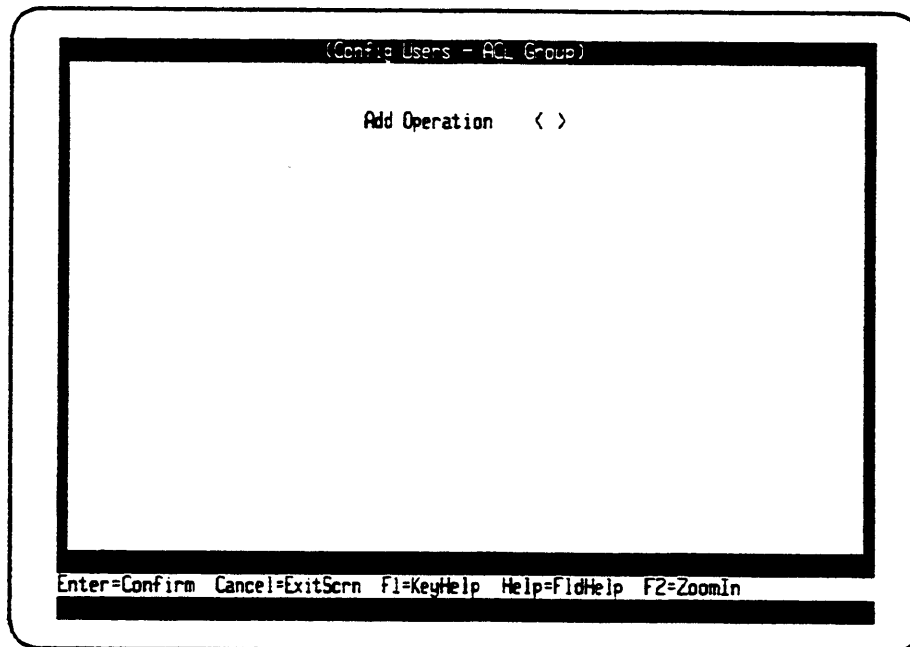 (Config Users - ACL Group)
Add Operation < >
Enter=Confirm Cancel=ExitScrn F1=KeyHelp Help=FldHelp F2=ZoomIn